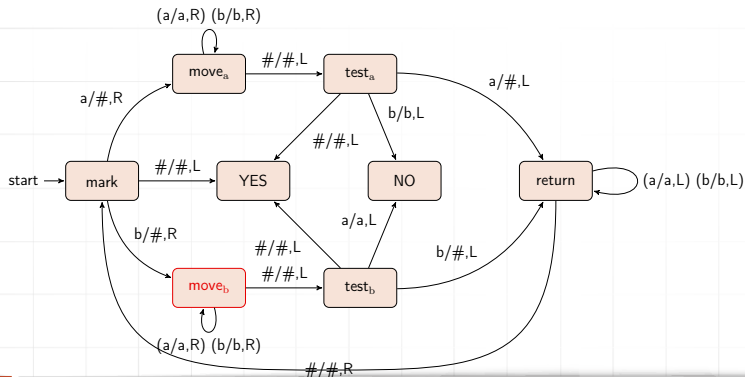 (a/a,R) (b/b,R)
move_a
#/#,L
test_a
a/#,L
a/#,R
b/b,L
#/#,L
start
mark
#/#,L
YES
NO
return
(a/a,L) (b/b,L)
a/a,L
b/#,R
#/#,L
b/#,L
#/#,L
move_b
test_b
(a/a,R) (b/b,R)
#/#,R